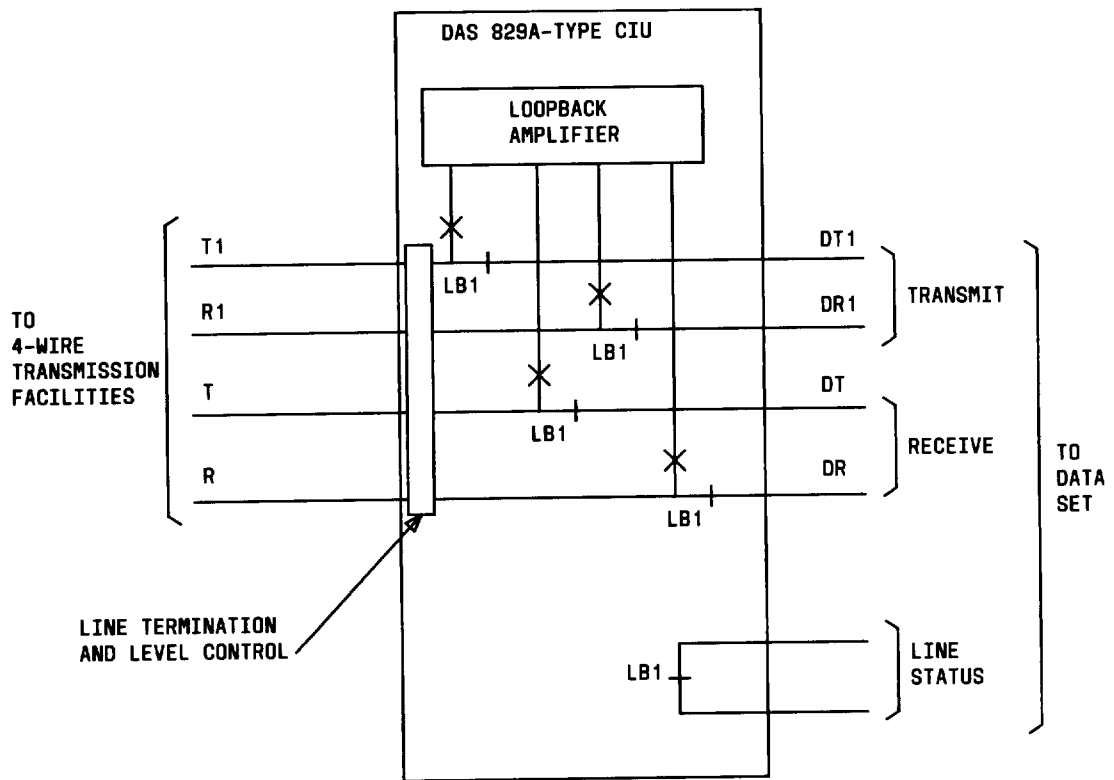 DAS 829A-TYPE CIU
LOOPBACK
AMPLIFIER
T1
LB1
DT1
R1
LB1
DR1
TRANSMIT
TO
4-WIRE
TRANSMISSION
FACILITIES
T
LB1
DT
R
LB1
DR
RECEIVE
TO
DATA
SET
LINE TERMINATION
AND LEVEL CONTROL
LB1
LINE
STATUS